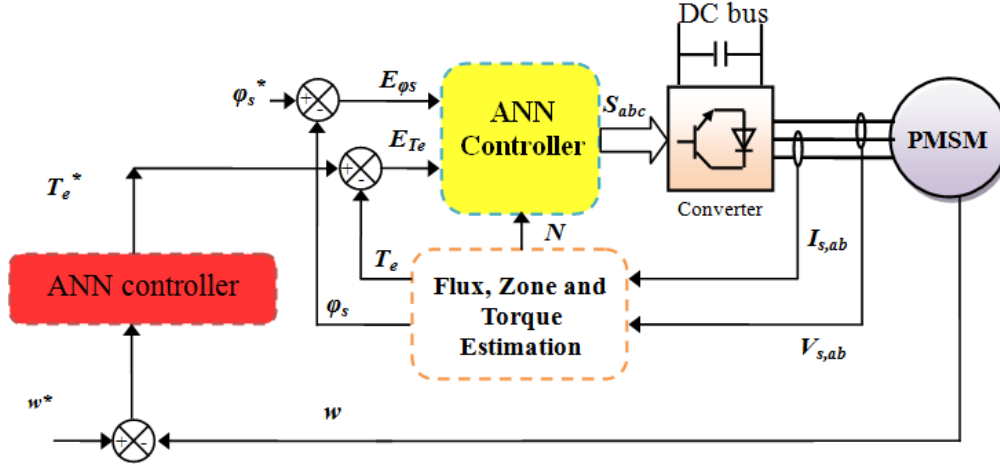 DC bus
φs*
+
-
Eφs
ANN
Controller
Sabc
PMSM
ETe
+
-
Te*
Converter
N
Is,ab
Te
ANN controller
Flux, Zone and
Torque
Estimation
φs
Vs,ab
w*
w
+
-